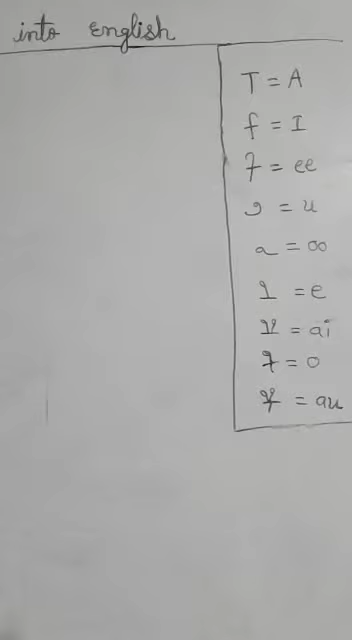 into english
ा = A
ि = I
ी = ee
ु = u
ू = oo
े = e
ै = ai
ो = o
ौ = au